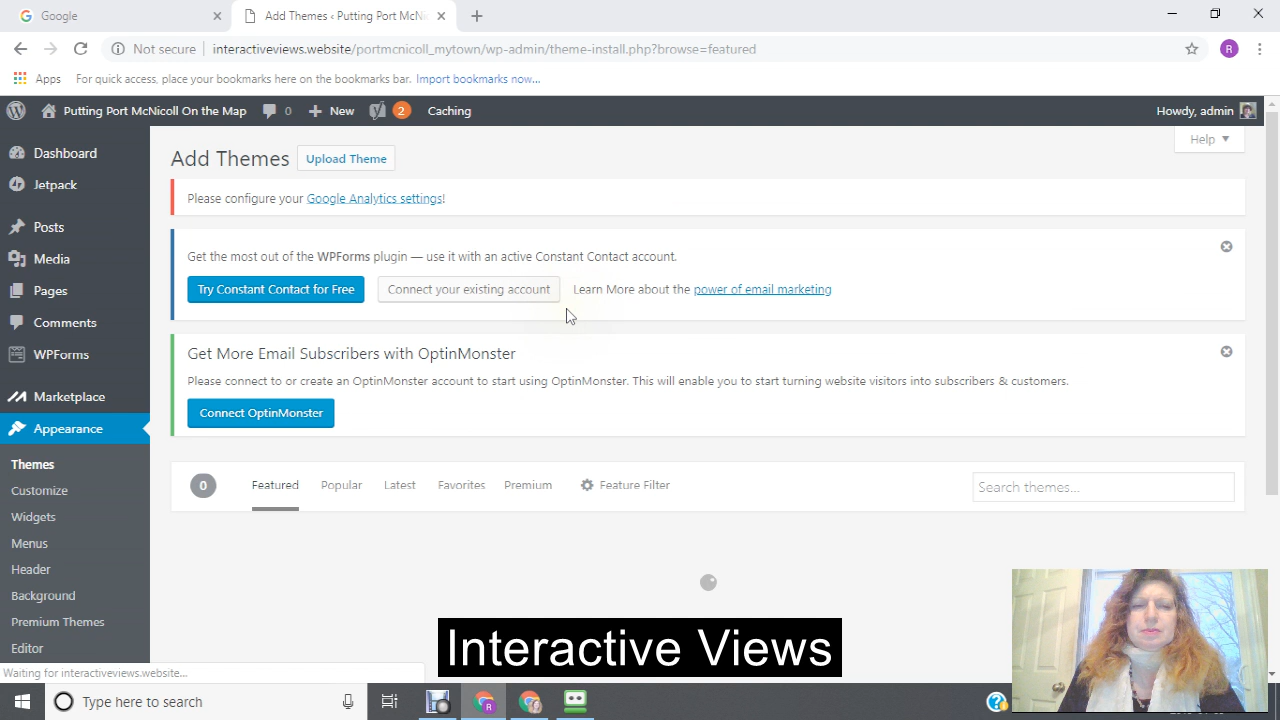 Google
Add Themes ‹ Putting Port McNi
Not secure
interactiveviews.website/portmcnicoll_mytown/wp-admin/theme-install.php?browse=featured
R
Apps
For quick access, place your bookmarks here on the bookmarks bar. Import bookmarks now...
Putting Port McNicoll On the Map
0
New
2
Caching
Howdy, admin
Dashboard
Jetpack
Posts
Media
Pages
Comments
WPForms
Marketplace
Appearance
Themes
Customize
Widgets
Menus
Header
Background
Premium Themes
Editor
Help
Add Themes
Upload Theme
Please configure your Google Analytics settings!
Get the most out of the WPForms plugin — use it with an active Constant Contact account.
Try Constant Contact for Free
Connect your existing account
Learn More about the power of email marketing
Get More Email Subscribers with OptinMonster
Please connect to or create an OptinMonster account to start using OptinMonster. This will enable you to start turning website visitors into subscribers & customers.
Connect OptinMonster
0
Featured
Popular
Latest
Favorites
Premium
Feature Filter
Search themes...
Interactive Views
Waiting for interactiveviews.website...
Type here to search
R